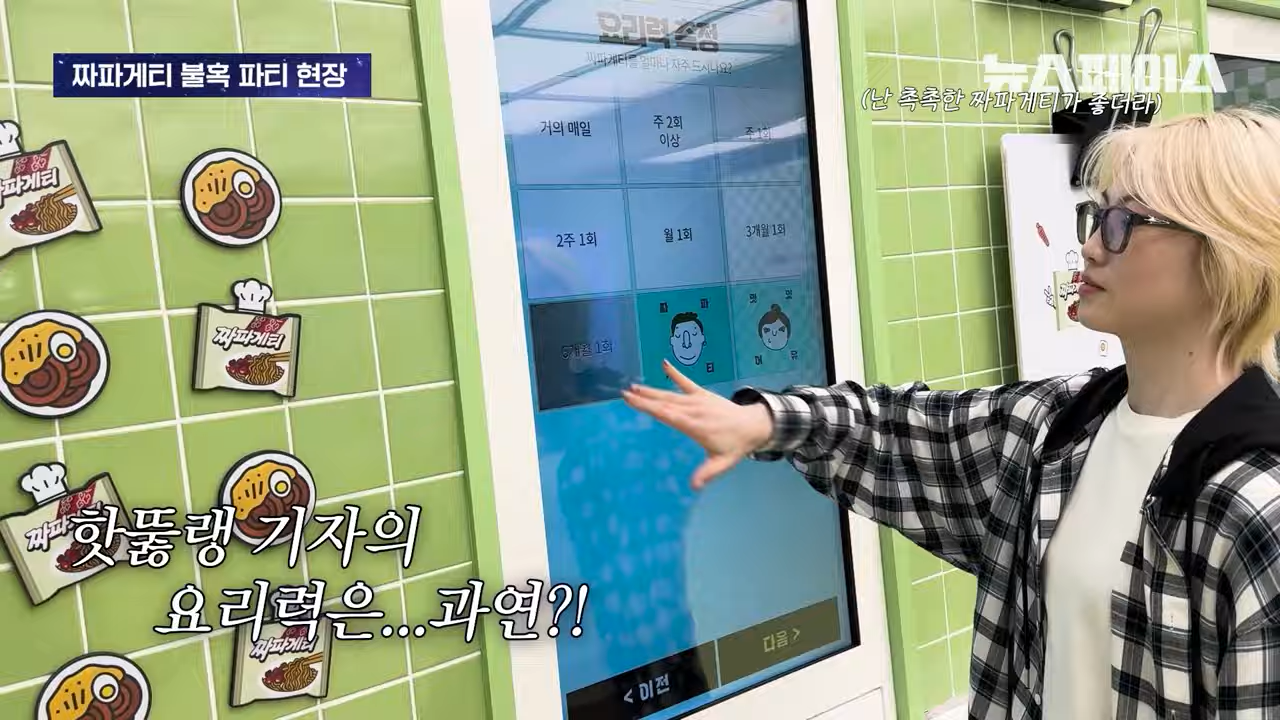 짜파게티 불혹 파티 현장
뉴스페이스
(난 촉촉한 짜파게티가 좋더라)
요리력 측정
짜파게티를 얼마나 자주 드시나요?
거의 매일
주 2회
이상
주 1회
2주 1회
월 1회
3개월 1회
6개월 1회
짜 파
티
짜파게티
짜파게티
짜파게티
핫뚫랭 기자의
요리력은...과연?!
< 이전
다음 >